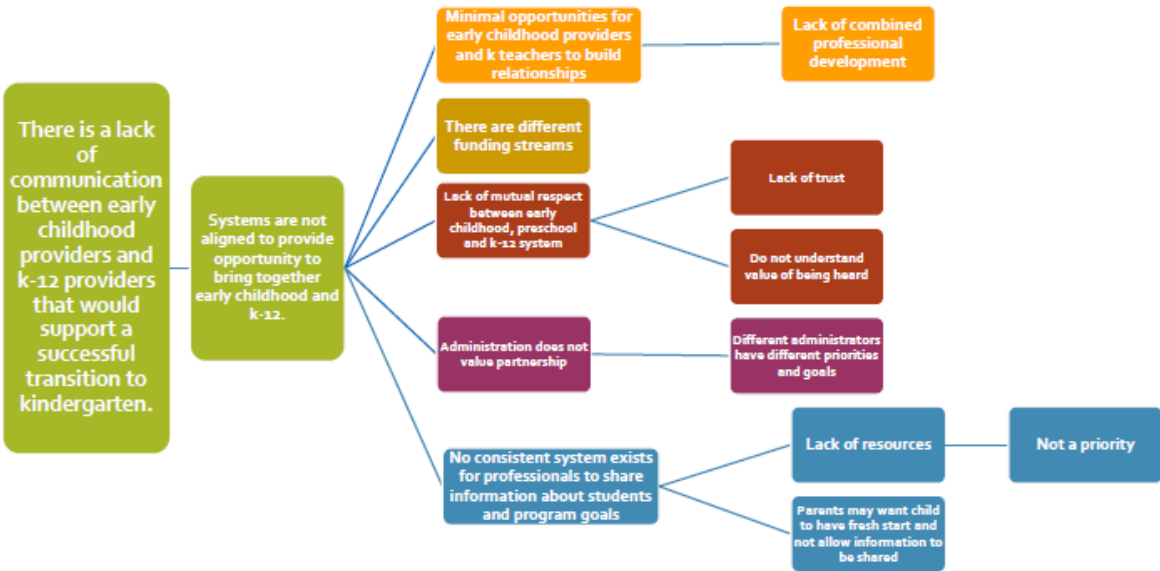 There is a lack
of
communication
between early
childhood
providers and
k-12 providers
that would
support a
successful
transition to
kindergarten.
Systems are not
aligned to provide
opportunity to
bring together
early childhood and
k-12.
Minimal opportunities for
early childhood providers
and k teachers to build
relationships
Lack of combined
professional
development
There are different
funding streams
Lack of mutual respect
between early
childhood, preschool
and k-12 system
Lack of trust
Do not understand
value of being heard
Administration does not
value partnership
Different administrators
have different priorities
and goals
No consistent system exists
for professionals to share
information about students
and program goals
Lack of resources
Not a priority
Parents may want child
to have fresh start and
not allow information to
be shared